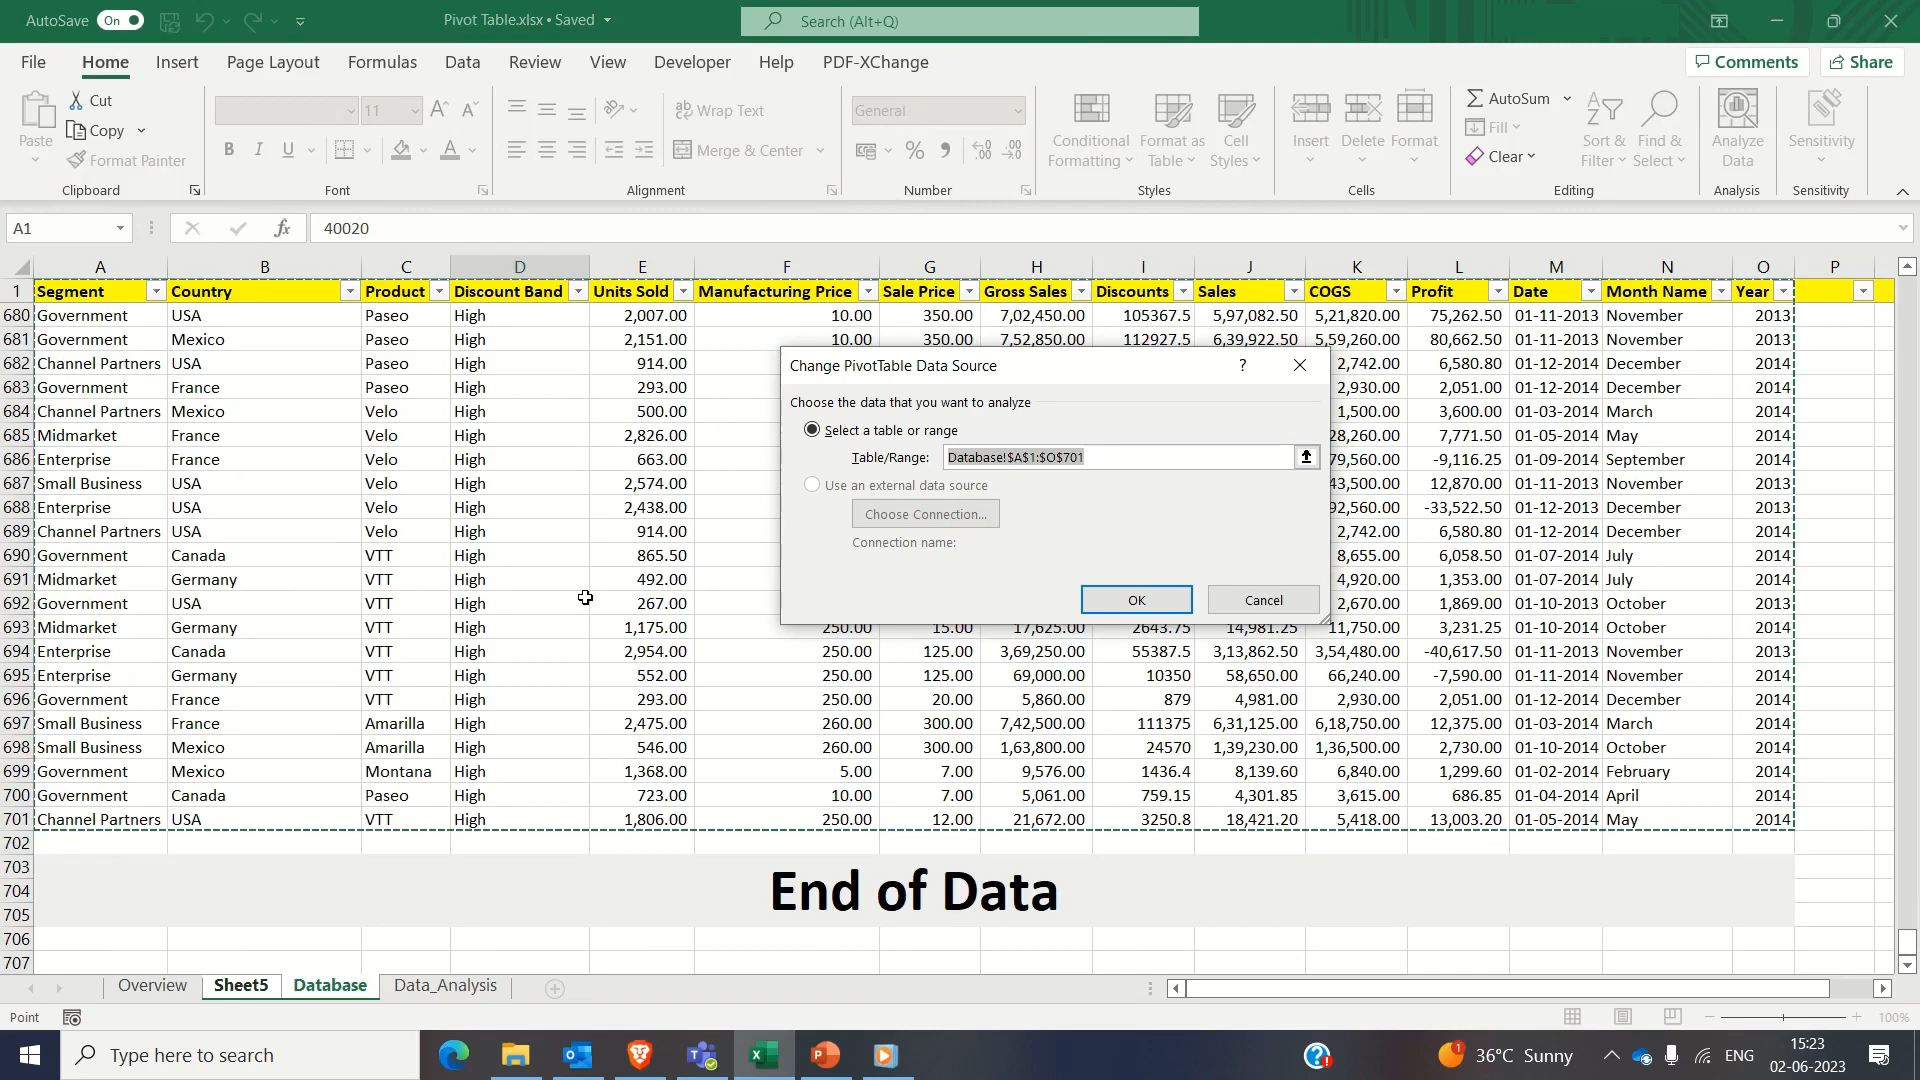 AutoSave On Pivot Table.xlsx • Saved Search (Alt+Q)
File Home Insert Page Layout Formulas Data Review View Developer Help PDF-XChange Comments Share
Paste Cut Copy Format Painter Clipboard
11 B I U Font
Wrap Text Merge & Center Alignment
General % Number
Conditional Formatting Format as Table Cell Styles Styles
Insert Delete Format Cells
AutoSum Fill Clear Sort & Filter Find & Select Editing
Analyze Data Analysis
Sensitivity Sensitivity
A1 fx 40020
A B C D E F G H I J K L M N O P
1 Segment Country Product Discount Band Units Sold Manufacturing Price Sale Price Gross Sales Discounts Sales COGS Profit Date Month Name Year
680 Government USA Paseo High 2,007.00 10.00 350.00 7,02,450.00 105367.5 5,97,082.50 5,21,820.00 75,262.50 01-11-2013 November 2013
681 Government Mexico Paseo High 2,151.00 10.00 350.00 7,52,850.00 112927.5 6,39,922.50 5,59,260.00 80,662.50 01-11-2013 November 2013
682 Channel Partners USA Paseo High 914.00 2,742.00 6,580.80 01-12-2014 December 2014
683 Government France Paseo High 293.00 2,930.00 2,051.00 01-12-2014 December 2014
684 Channel Partners Mexico Velo High 500.00 1,500.00 3,600.00 01-03-2014 March 2014
685 Midmarket France Velo High 2,826.00 28,260.00 7,771.50 01-05-2014 May 2014
686 Enterprise France Velo High 663.00 79,560.00 -9,116.25 01-09-2014 September 2014
687 Small Business USA Velo High 2,574.00 43,500.00 12,870.00 01-11-2013 November 2013
688 Enterprise USA Velo High 2,438.00 92,560.00 -33,522.50 01-12-2013 December 2013
689 Channel Partners USA Velo High 914.00 2,742.00 6,580.80 01-12-2014 December 2014
690 Government Canada VTT High 865.50 8,655.00 6,058.50 01-07-2014 July 2014
691 Midmarket Germany VTT High 492.00 4,920.00 1,353.00 01-07-2014 July 2014
692 Government USA VTT High 267.00 2,670.00 1,869.00 01-10-2013 October 2013
693 Midmarket Germany VTT High 1,175.00 250.00 15.00 17,625.00 2643.75 14,981.25 11,750.00 3,231.25 01-10-2014 October 2014
694 Enterprise Canada VTT High 2,954.00 250.00 125.00 3,69,250.00 55387.5 3,13,862.50 3,54,480.00 -40,617.50 01-11-2013 November 2013
695 Enterprise Germany VTT High 552.00 250.00 125.00 69,000.00 10350 58,650.00 66,240.00 -7,590.00 01-11-2014 November 2014
696 Government France VTT High 293.00 250.00 20.00 5,860.00 879 4,981.00 2,930.00 2,051.00 01-12-2014 December 2014
697 Small Business France Amarilla High 2,475.00 260.00 300.00 7,42,500.00 111375 6,31,125.00 6,18,750.00 12,375.00 01-03-2014 March 2014
698 Small Business Mexico Amarilla High 546.00 260.00 300.00 1,63,800.00 24570 1,39,230.00 1,36,500.00 2,730.00 01-10-2014 October 2014
699 Government Mexico Montana High 1,368.00 5.00 7.00 9,576.00 1436.4 8,139.60 6,840.00 1,299.60 01-02-2014 February 2014
700 Government Canada Paseo High 723.00 10.00 7.00 5,061.00 759.15 4,301.85 3,615.00 686.85 01-04-2014 April 2014
701 Channel Partners USA VTT High 1,806.00 250.00 12.00 21,672.00 3250.8 18,421.20 5,418.00 13,003.20 01-05-2014 May 2014
702
703
704 End of Data
705
706
707
Change PivotTable Data Source ?
Choose the data that you want to analyze
Select a table or range
Table/Range: Database!$A$1:$O$701
Use an external data source
Choose Connection...
Connection name:
OK Cancel
Overview Sheet5 Database Data_Analysis
Point 100%
Type here to search 36°C Sunny ENG 15:23
02-06-2023